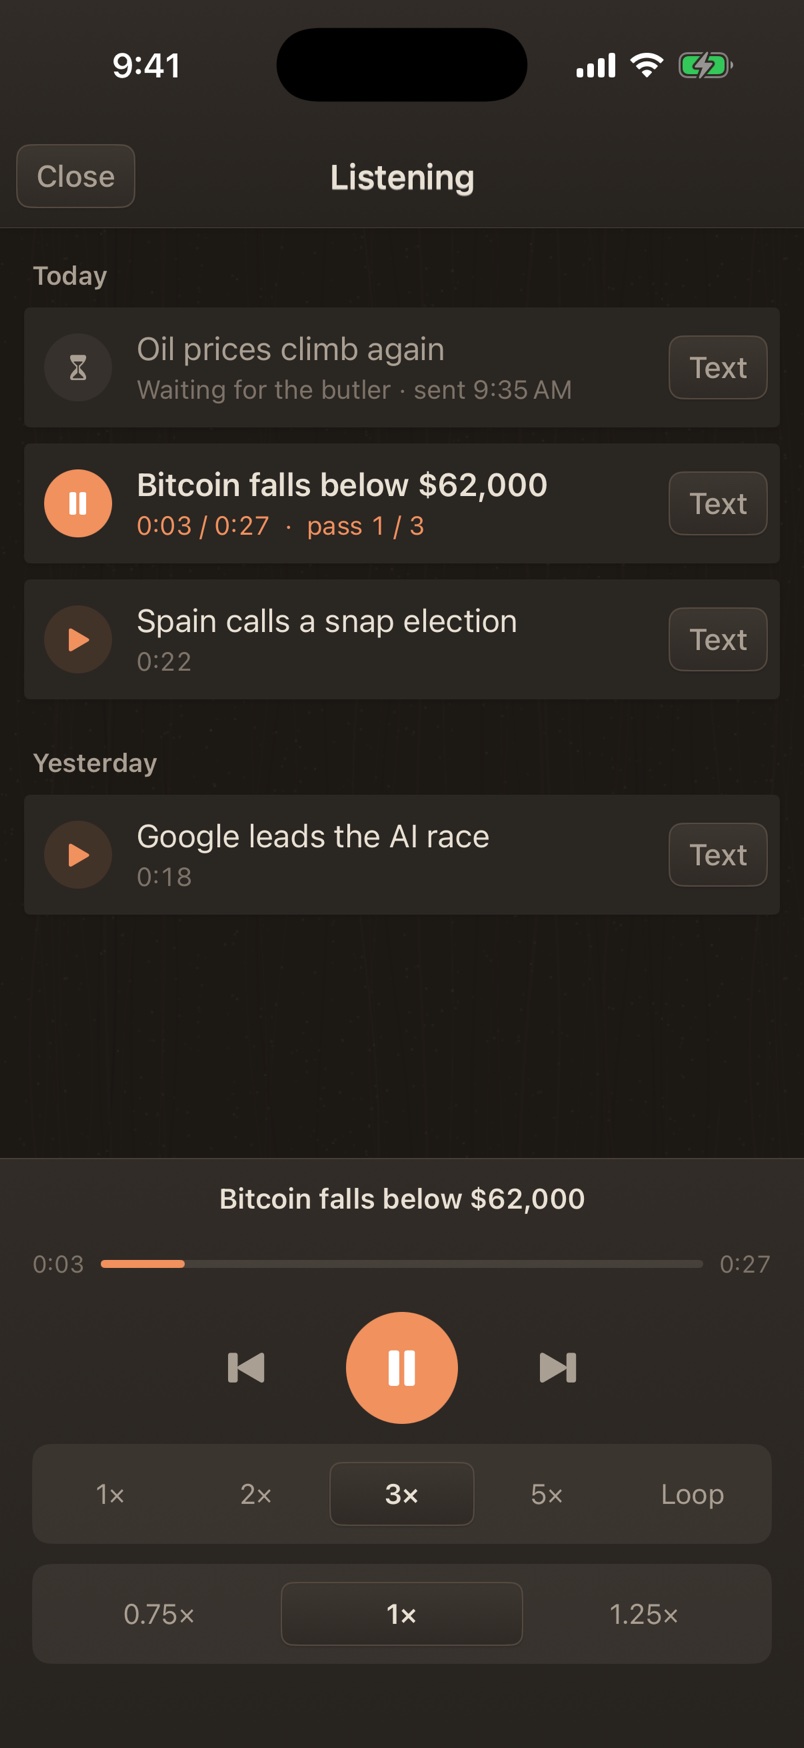 9:41
Close
Listening
Today
Oil prices climb again
Waiting for the butler · sent 9:35 AM
Text
Bitcoin falls below $62,000
0:03 / 0:27 · pass 1 / 3
Text
Spain calls a snap election
0:22
Text
Yesterday
Google leads the AI race
0:18
Text
Bitcoin falls below $62,000
0:03
0:27
1× 2× 3× 5× Loop
0.75× 1× 1.25×